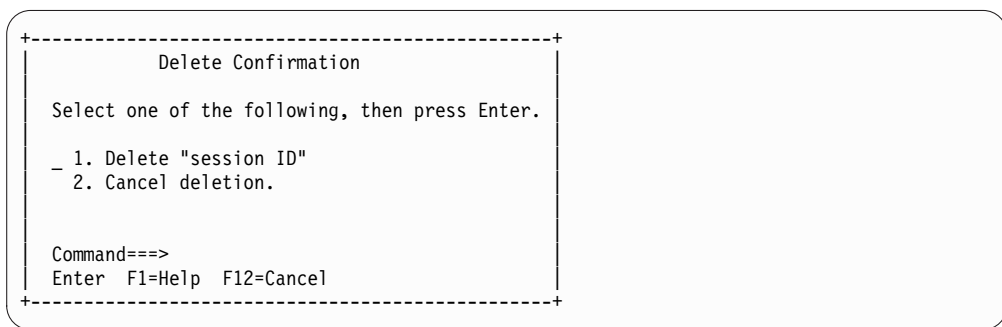 +-------------------------------------------------+
Delete Confirmation
Select one of the following, then press Enter.
_ 1. Delete "session ID"
2. Cancel deletion.
Command===>
Enter F1=Help F12=Cancel
+-------------------------------------------------+